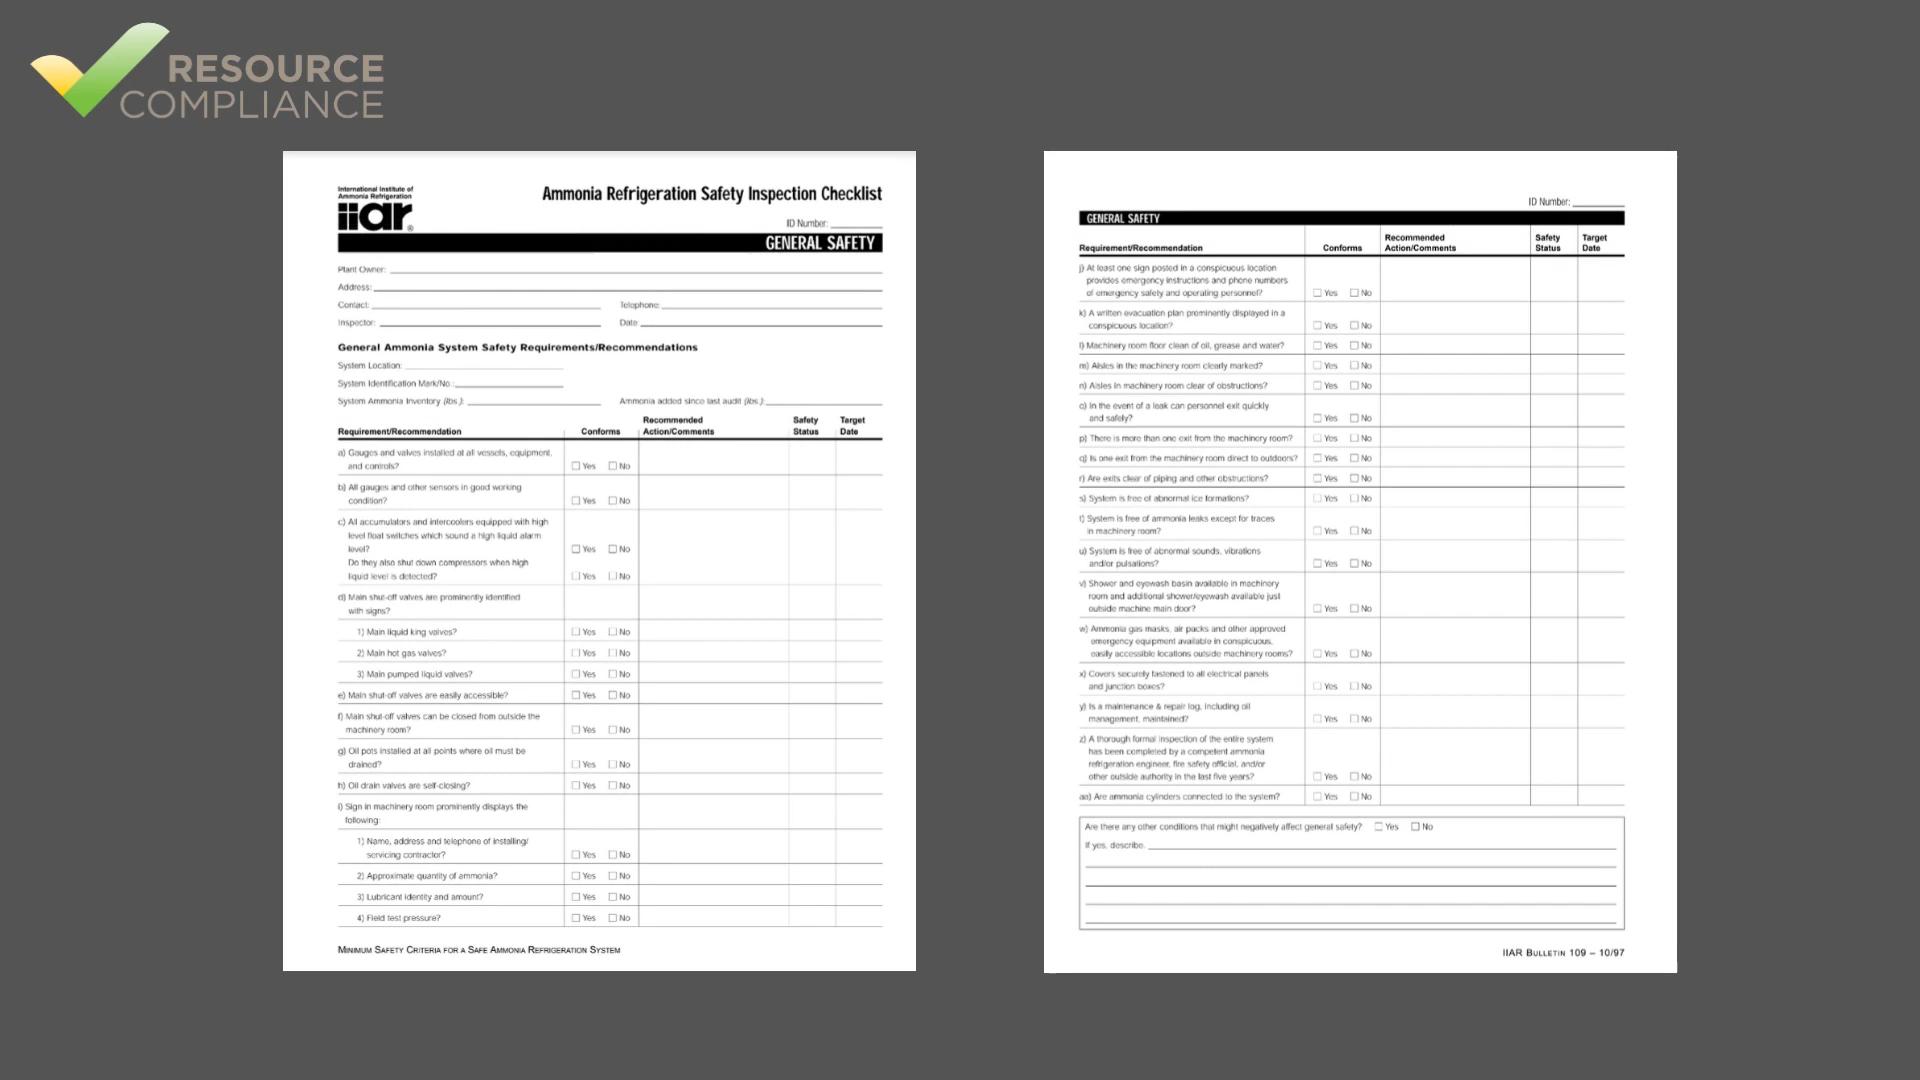 RESOURCE
COMPLIANCE
International Institute of
Ammonia Refrigeration
iiar®
Ammonia Refrigeration Safety Inspection Checklist
ID Number:
GENERAL SAFETY
Plant Owner:
Address:
Contact: Telephone:
Inspector: Date:
General Ammonia System Safety Requirements/Recommendations
System Location:
System Identification Mark/No.:
System Ammonia Inventory (lbs.): Ammonia added since last audit (lbs.):
Recommended Safety Target
Requirement/Recommendation Conforms Action/Comments Status Date
a) Gauges and valves installed at all vessels, equipment,
and controls? Yes No
b) All gauges and other sensors in good working
condition? Yes No
c) All accumulators and intercoolers equipped with high
level float switches which sound a high liquid alarm
level? Yes No
Do they also shut down compressors when high
liquid level is detected? Yes No
d) Main shut-off valves are prominently identified
with signs?
1) Main liquid king valves? Yes No
2) Main hot gas valves? Yes No
3) Main pumped liquid valves? Yes No
e) Main shut-off valves are easily accessible? Yes No
f) Main shut-off valves can be closed from outside the
machinery room? Yes No
g) Oil pots installed at all points where oil must be
drained? Yes No
h) Oil drain valves are self-closing? Yes No
i) Sign in machinery room prominently displays the
following:
1) Name, address and telephone of installing/
servicing contractor? Yes No
2) Approximate quantity of ammonia? Yes No
3) Lubricant identity and amount? Yes No
4) Field test pressure? Yes No
MINIMUM SAFETY CRITERIA FOR A SAFE AMMONIA REFRIGERATION SYSTEM
ID Number:
GENERAL SAFETY
Recommended Safety Target
Requirement/Recommendation Conforms Action/Comments Status Date
j) At least one sign posted in a conspicuous location
provides emergency instructions and phone numbers
of emergency safety and operating personnel? Yes No
k) A written evacuation plan prominently displayed in a
conspicuous location? Yes No
l) Machinery room floor clean of oil, grease and water? Yes No
m) Aisles in the machinery room clearly marked? Yes No
n) Aisles in machinery room clear of obstructions? Yes No
o) In the event of a leak can personnel exit quickly
and safely? Yes No
p) There is more than one exit from the machinery room? Yes No
q) Is one exit from the machinery room direct to outdoors? Yes No
r) Are exits clear of piping and other obstructions? Yes No
s) System is free of abnormal ice formations? Yes No
t) System is free of ammonia leaks except for traces
in machinery room? Yes No
u) System is free of abnormal sounds, vibrations
and/or pulsations? Yes No
v) Shower and eyewash basin available in machinery
room and additional shower/eyewash available just
outside machine main door? Yes No
w) Ammonia gas masks, air packs and other approved
emergency equipment available in conspicuous,
easily accessible locations outside machinery rooms? Yes No
x) Covers securely fastened to all electrical panels
and junction boxes? Yes No
y) Is a maintenance & repair log, including oil
management, maintained? Yes No
z) A thorough formal inspection of the entire system
has been completed by a competent ammonia
refrigeration engineer, fire safety official, and/or
other outside authority in the last five years? Yes No
aa) Are ammonia cylinders connected to the system? Yes No
Are there any other conditions that might negatively affect general safety? Yes No
If yes, describe.
IIAR BULLETIN 109 – 10/97